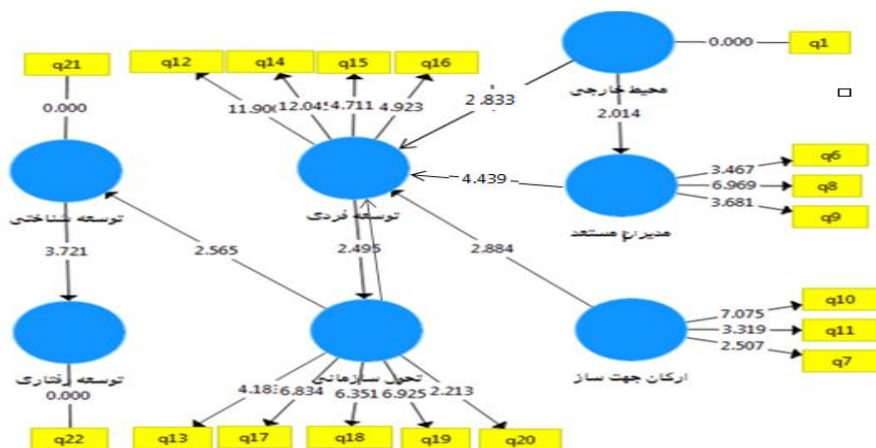 q21
q12
q14
q15
q16
q1
0.000
0.000
11.90
12.045
4.711
4.923
2.833
محیط خارجی
2.014
q6
q8
q9
3.467
6.969
3.681
4.439
توسعه شناختی
توسعه فردی
مدیران مستعد
3.721
2.565
2.495
2.884
q10
q11
q7
7.075
3.319
2.507
توسعه رفتاری
تحول سازمانی
ارکان جهت ساز
0.000
4.18
6.834
6.351
6.925
2.213
q22
q13
q17
q18
q19
q20